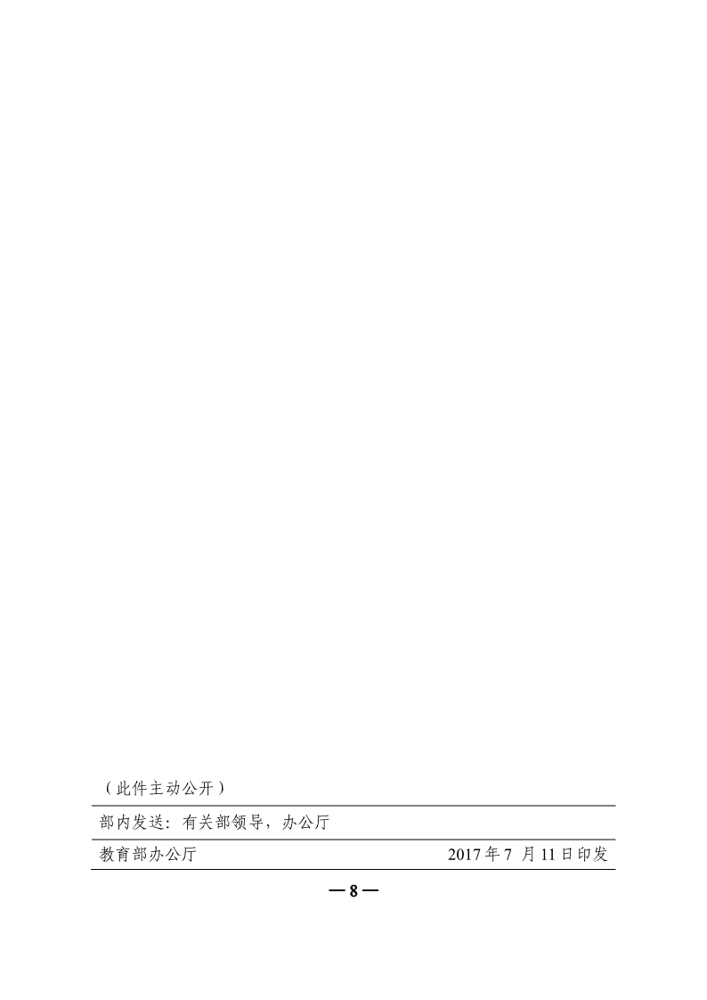 （此件主动公开）
部内发送：有关部领导，办公厅
教育部办公厅 2017年7 月11日印发
— 8 —